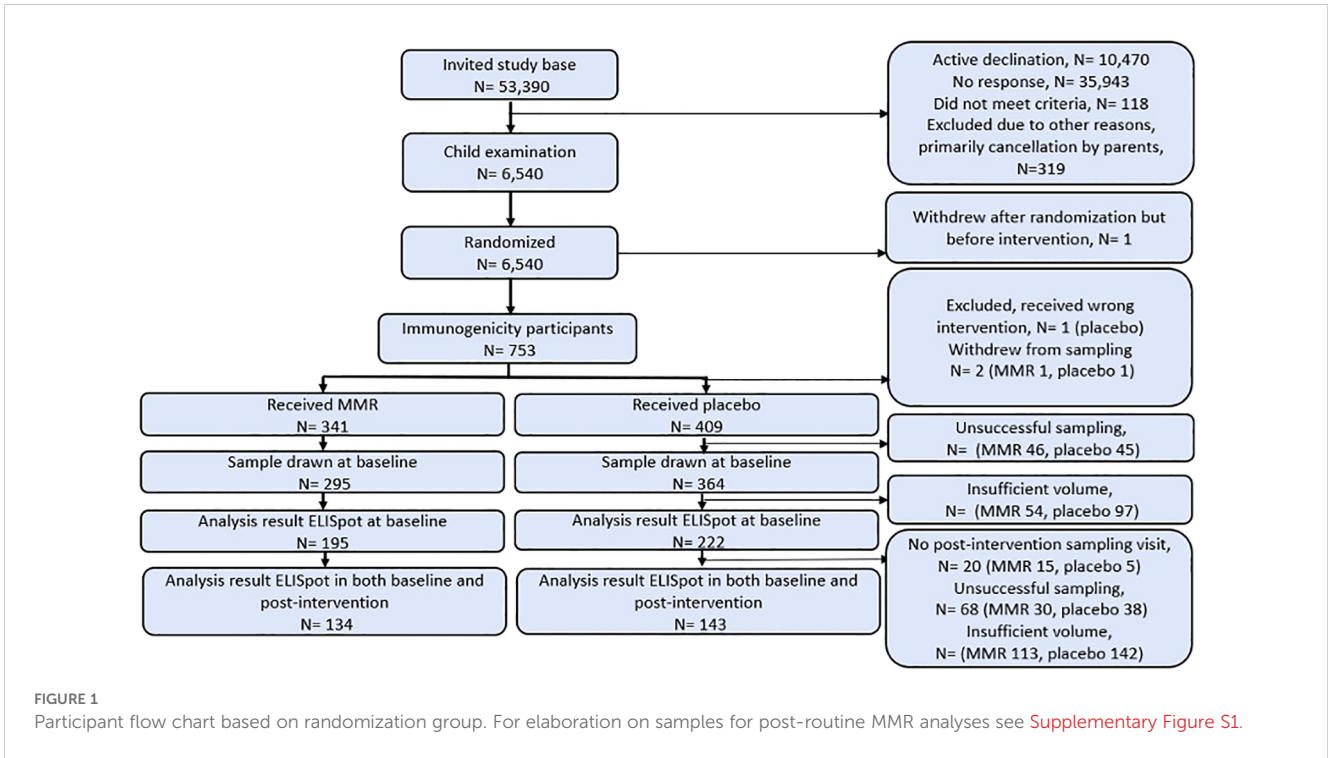 Invited study base
N= 53,390
Active declination, N= 10,470
No response, N= 35,943
Did not meet criteria, N= 118
Excluded due to other reasons,
primarily cancellation by parents,
N=319
Child examination
N= 6,540
Randomized
N= 6,540
Withdrew after randomization but
before intervention, N= 1
Immunogenicity participants
N= 753
Excluded, received wrong
intervention, N= 1 (placebo)
Withdrew from sampling
N= 2 (MMR 1, placebo 1)
Received MMR
N= 341
Received placebo
N= 409
Unsuccessful sampling,
N=  (MMR 46, placebo 45)
Sample drawn at baseline
N= 295
Sample drawn at baseline
N= 364
Insufficient volume,
N=  (MMR 54, placebo 97)
Analysis result ELISpot at baseline
N= 195
Analysis result ELISpot at baseline
N= 222
No post-intervention sampling visit,
N= 20 (MMR 15, placebo 5)
Unsuccessful sampling,
N= 68 (MMR 30, placebo 38)
Insufficient volume,
N= (MMR 113, placebo 142)
Analysis result ELISpot in both baseline and
post-intervention
N= 134
Analysis result ELISpot in both baseline and
post-intervention
N= 143
FIGURE 1
Participant flow chart based on randomization group. For elaboration on samples for post-routine MMR analyses see Supplementary Figure S1.